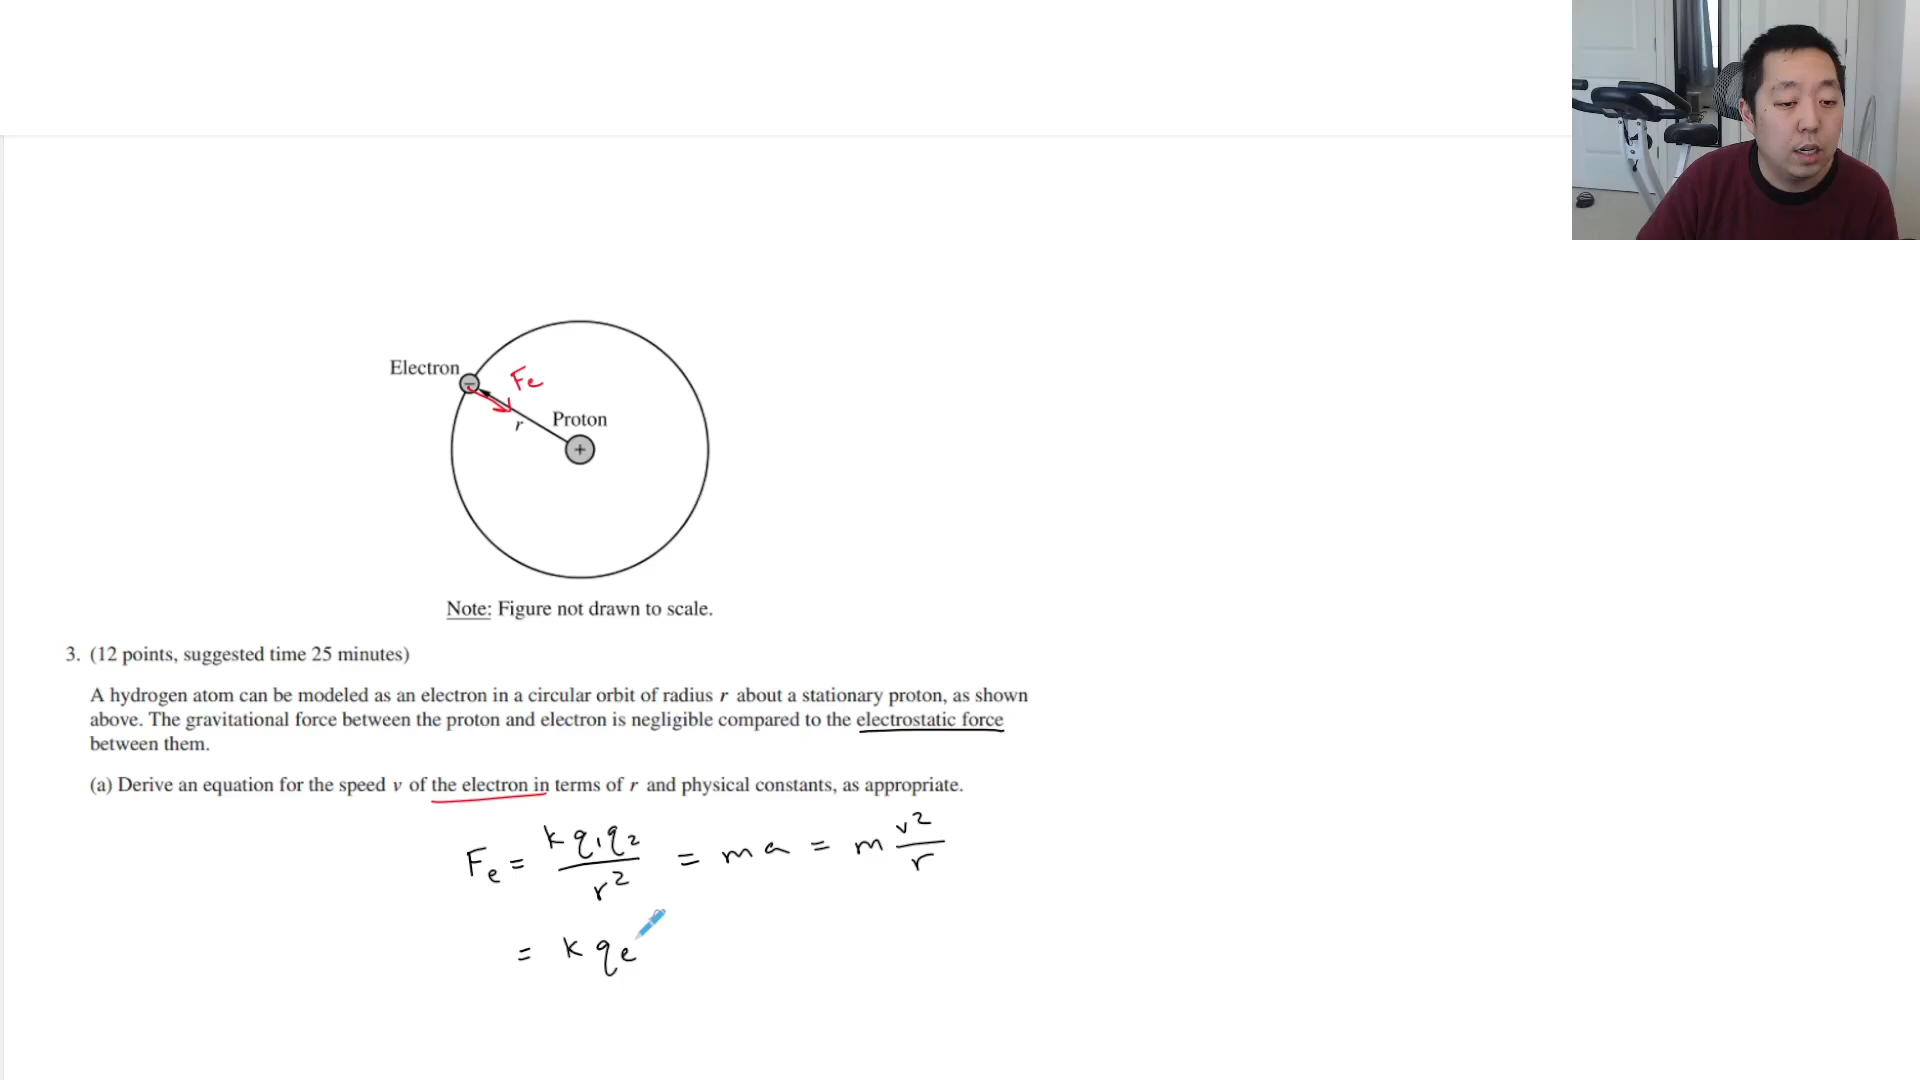 Electron
Fe
Proton
r
−
+
Note: Figure not drawn to scale.
3. (12 points, suggested time 25 minutes)
A hydrogen atom can be modeled as an electron in a circular orbit of radius r about a stationary proton, as shown
above. The gravitational force between the proton and electron is negligible compared to the electrostatic force
between them.
(a) Derive an equation for the speed v of the electron in terms of r and physical constants, as appropriate.
Fe = k q1 q2 / r² = ma = m v² / r
= k qe